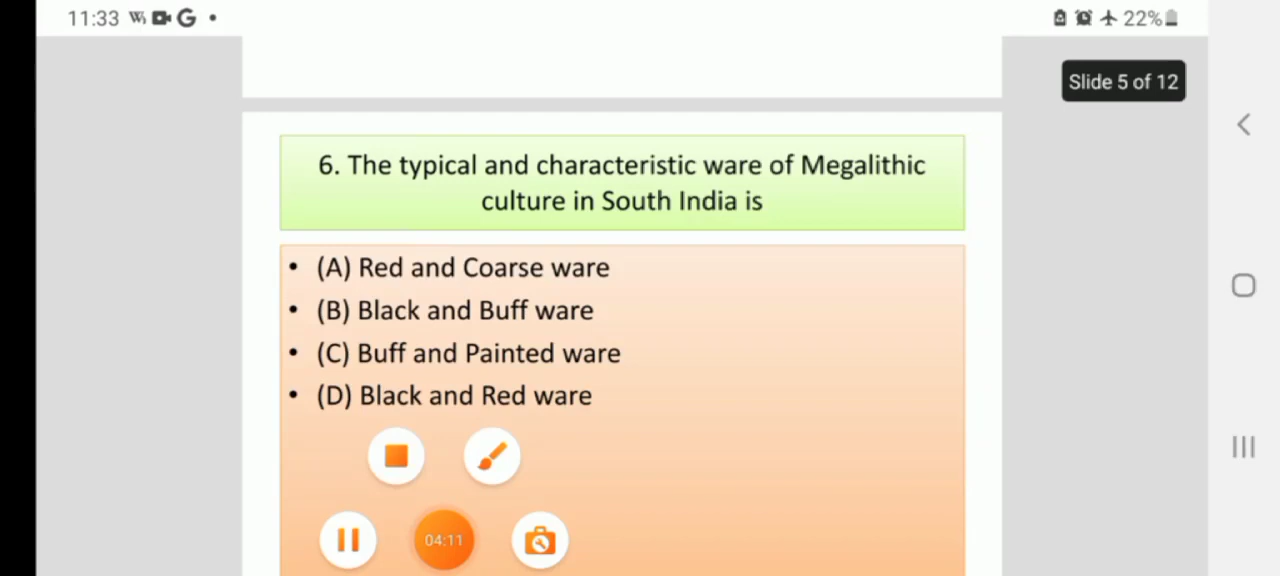 11:33
22%
Slide 5 of 12
6. The typical and characteristic ware of Megalithic
culture in South India is
• (A) Red and Coarse ware
• (B) Black and Buff ware
• (C) Buff and Painted ware
• (D) Black and Red ware
04:11